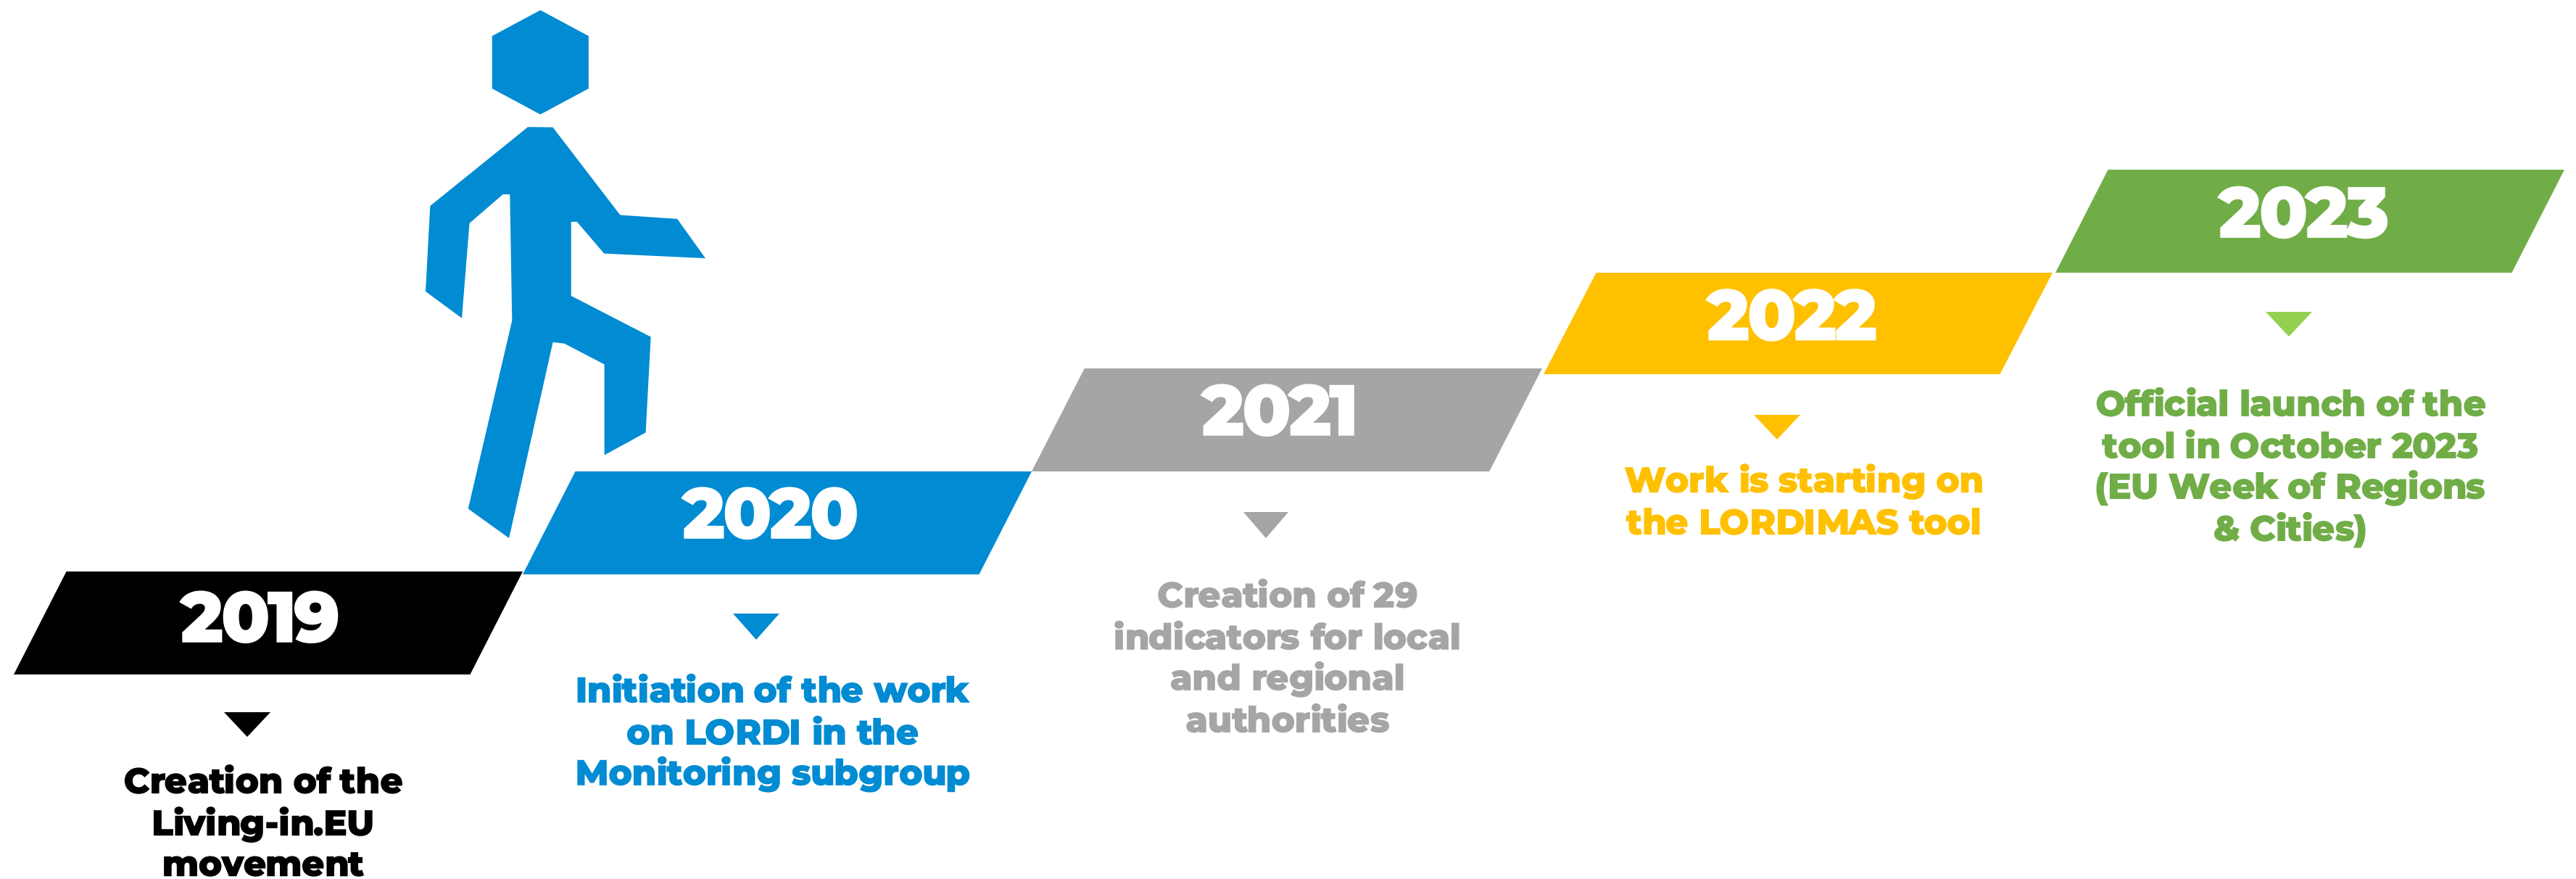 2019
Creation of the
Living-in.EU
movement
2020
Initiation of the work
on LORDI in the
Monitoring subgroup
2021
Creation of 29
indicators for local
and regional
authorities
2022
Work is starting on
the LORDIMAS tool
2023
Official launch of the
tool in October 2023
(EU Week of Regions
& Cities)